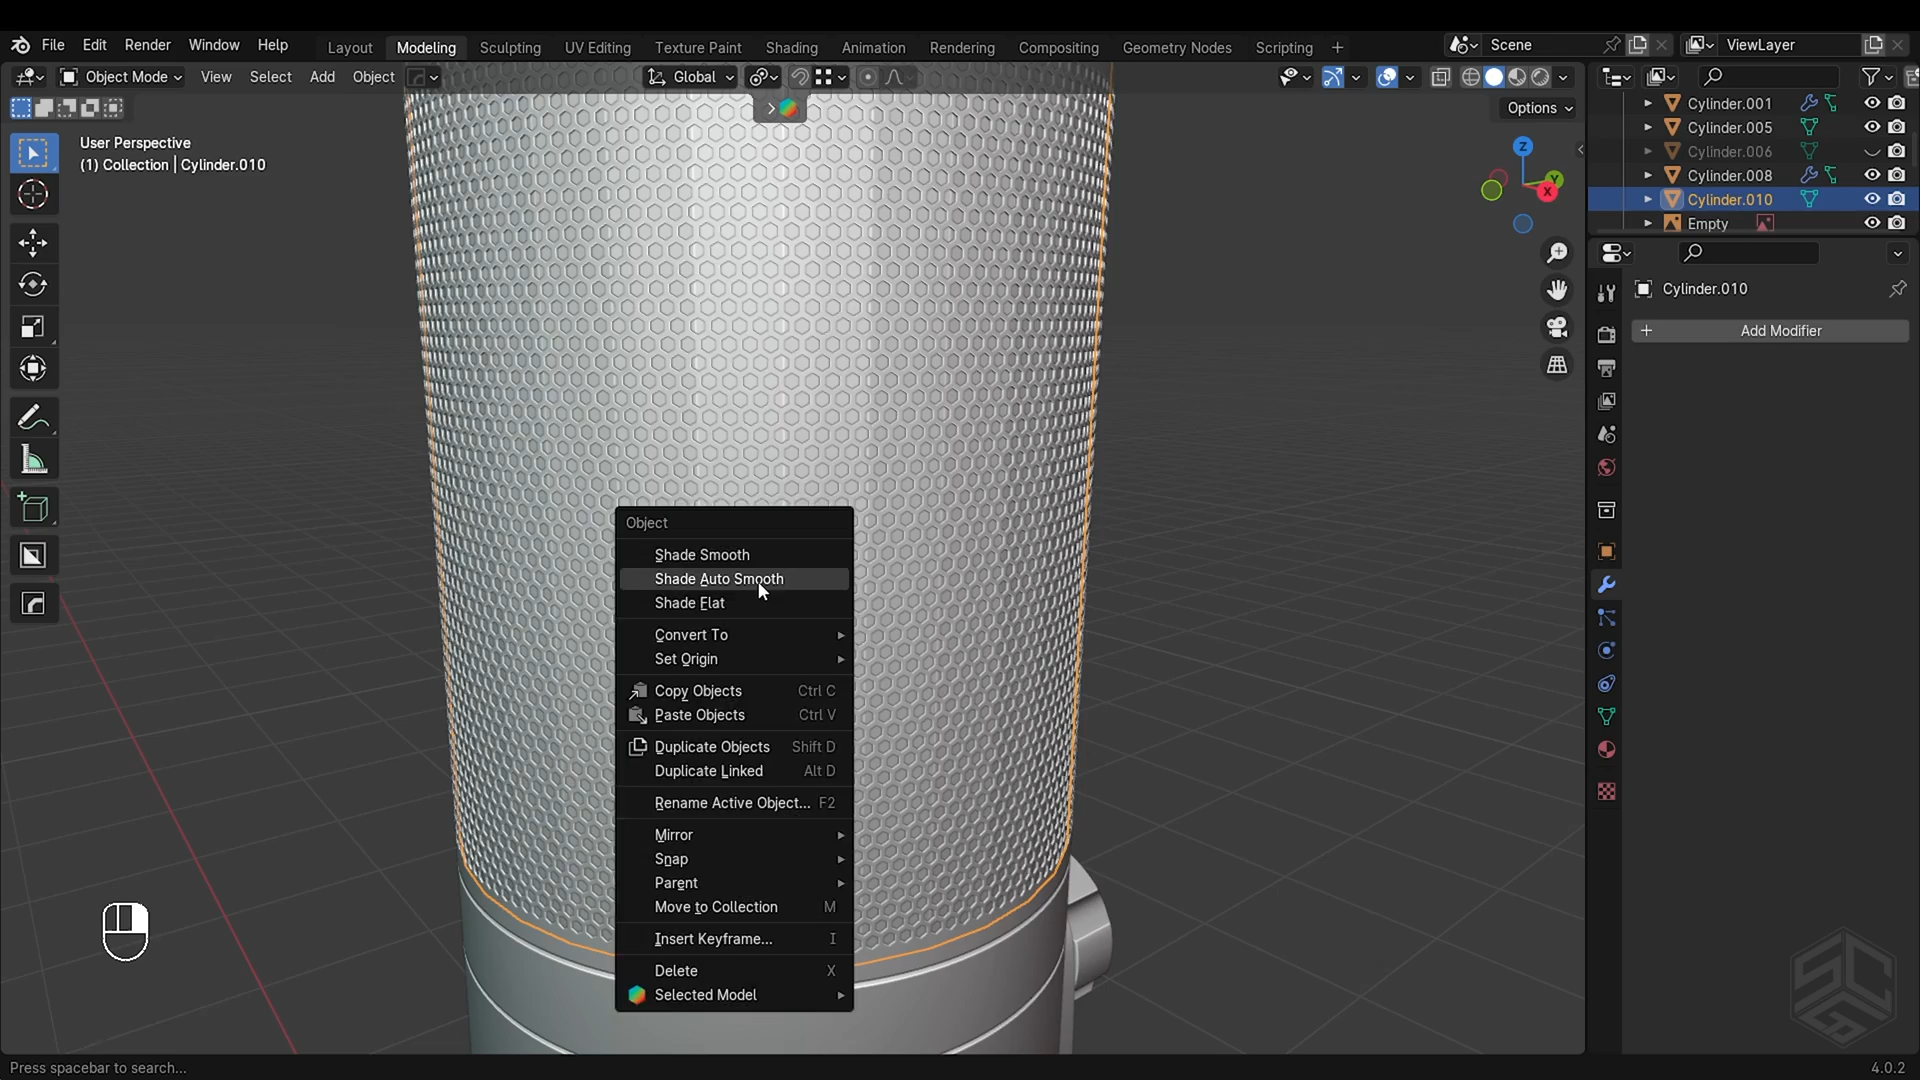 File Edit Render Window Help
Layout Modeling Sculpting UV Editing Texture Paint Shading Animation Rendering Compositing Geometry Nodes Scripting +
Scene
ViewLayer
Object Mode View Select Add Object
Global
Options
User Perspective
(1) Collection | Cylinder.010
Z
Y
X
Cylinder.001
Cylinder.005
Cylinder.006
Cylinder.008
Cylinder.010
Empty
Cylinder.010
+ Add Modifier
Object
Shade Smooth
Shade Auto Smooth
Shade Flat
Convert To
Set Origin
Copy Objects Ctrl C
Paste Objects Ctrl V
Duplicate Objects Shift D
Duplicate Linked Alt D
Rename Active Object... F2
Mirror
Snap
Parent
Move to Collection M
Insert Keyframe... I
Delete X
Selected Model
Press spacebar to search...
4.0.2